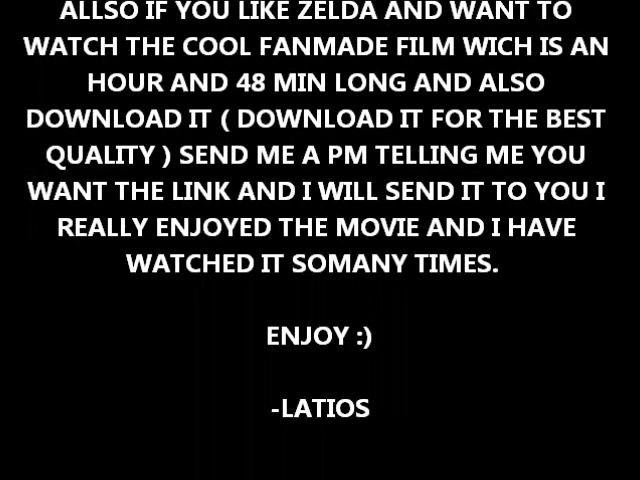 ALLSO IF YOU LIKE ZELDA AND WANT TO
WATCH THE COOL FANMADE FILM WICH IS AN
HOUR AND 48 MIN LONG AND ALSO
DOWNLOAD IT ( DOWNLOAD IT FOR THE BEST
QUALITY ) SEND ME A PM TELLING ME YOU
WANT THE LINK AND I WILL SEND IT TO YOU I
REALLY ENJOYED THE MOVIE AND I HAVE
WATCHED IT SOMANY TIMES.
ENJOY :)
-LATIOS